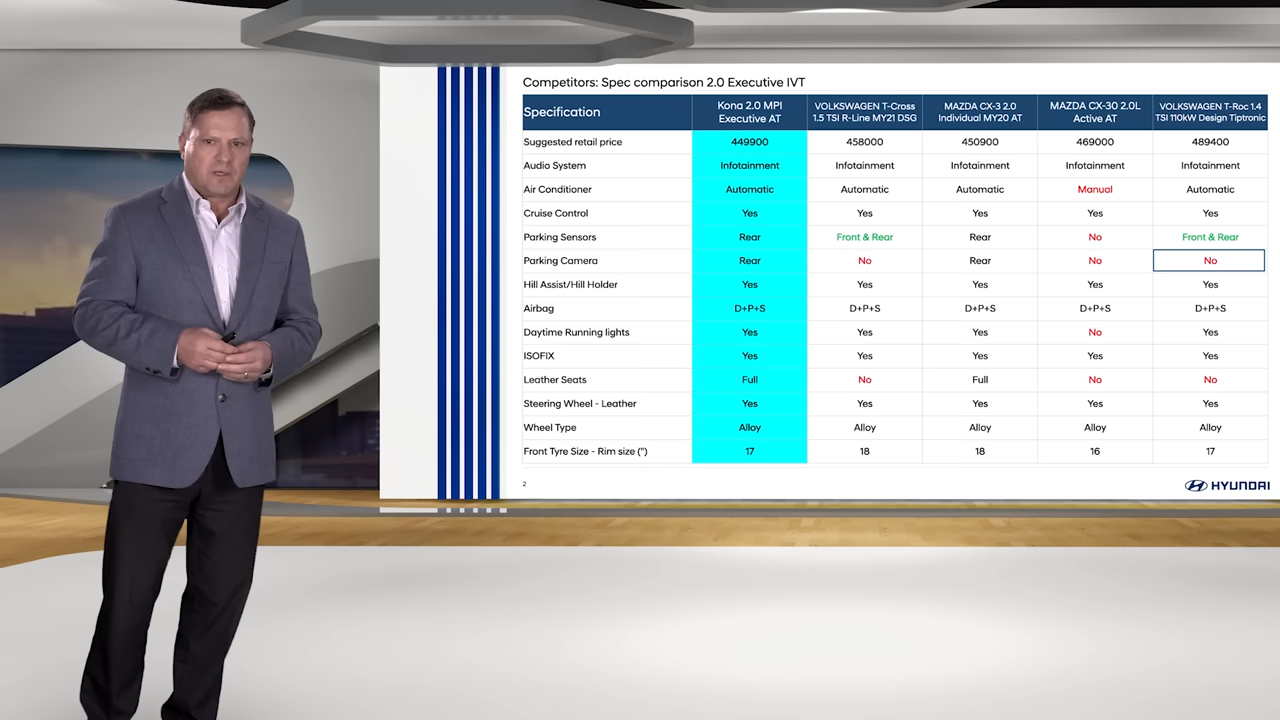 Competitors: Spec comparison 2.0 Executive IVT
Specification
Kona 2.0 MPI
Executive AT
VOLKSWAGEN T-Cross
1.5 TSI R-Line MY21 DSG
MAZDA CX-3 2.0
Individual MY20 AT
MAZDA CX-30 2.0L
Active AT
VOLKSWAGEN T-Roc 1.4
TSI 110kW Design Tiptronic
Suggested retail price 449900 458000 450900 469000 489400
Audio System Infotainment Infotainment Infotainment Infotainment Infotainment
Air Conditioner Automatic Automatic Automatic Manual Automatic
Cruise Control Yes Yes Yes Yes Yes
Parking Sensors Rear Front & Rear Rear No Front & Rear
Parking Camera Rear No Rear No No
Hill Assist/Hill Holder Yes Yes Yes Yes Yes
Airbag D+P+S D+P+S D+P+S D+P+S D+P+S
Daytime Running lights Yes Yes Yes No Yes
ISOFIX Yes Yes Yes Yes Yes
Leather Seats Full No Full No No
Steering Wheel - Leather Yes Yes Yes Yes Yes
Wheel Type Alloy Alloy Alloy Alloy Alloy
Front Tyre Size - Rim size (") 17 18 18 16 17
2
HYUNDAI